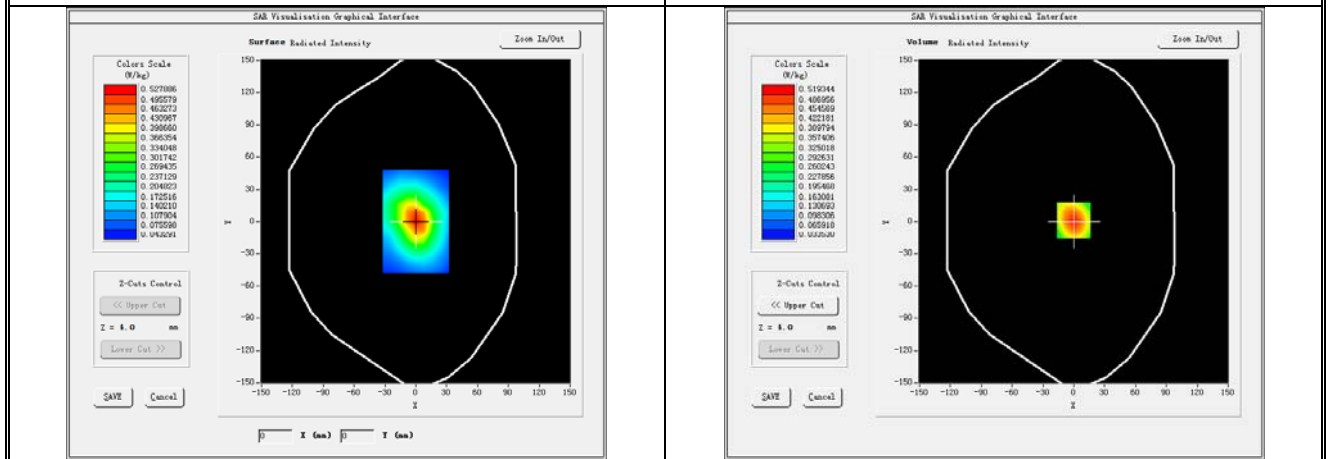 SAR Visualisation Graphical Interface
Surface Radiated Intensity
Zoom In/Out
Colors Scale
(W/kg)
0.527886
0.495579
0.463273
0.430967
0.398660
0.366354
0.334048
0.301742
0.269435
0.237129
0.204823
0.172516
0.140210
0.107904
0.075598
0.043291
150
120
90
60
30
0
-30
-60
-90
-120
-150
Y
-150 -120 -90 -60 -30 0 30 60 90 120 150
X
Z-Cuts Control
<< Upper Cut
Z = 4.0 mm
Lower Cut >>
SAVE Cancel
0 X (mm) 0 Y (mm)
SAR Visualisation Graphical Interface
Volume Radiated Intensity
Zoom In/Out
Colors Scale
(W/kg)
0.519344
0.486956
0.454569
0.422181
0.389794
0.357406
0.325018
0.292631
0.260243
0.227856
0.195468
0.163081
0.130693
0.098306
0.065918
0.033530
150
120
90
60
30
0
-30
-60
-90
-120
-150
Y
-150 -120 -90 -60 -30 0 30 60 90 120 150
X
Z-Cuts Control
<< Upper Cut
Z = 4.0 mm
Lower Cut >>
SAVE Cancel